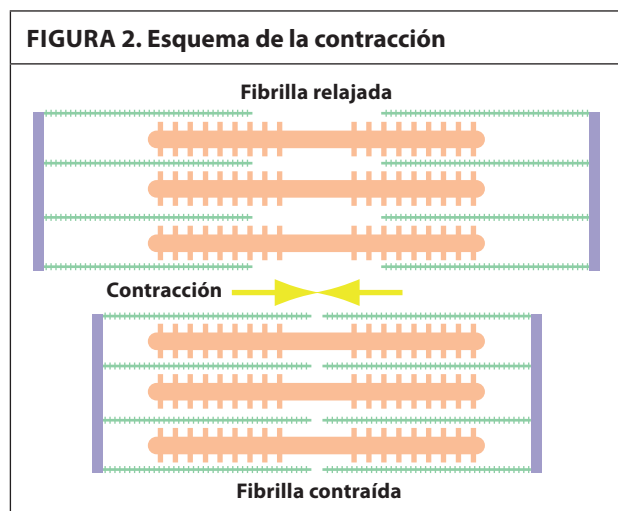 FIGURA 2. Esquema de la contracción
Fibrilla relajada
Contracción
Fibrilla contraída